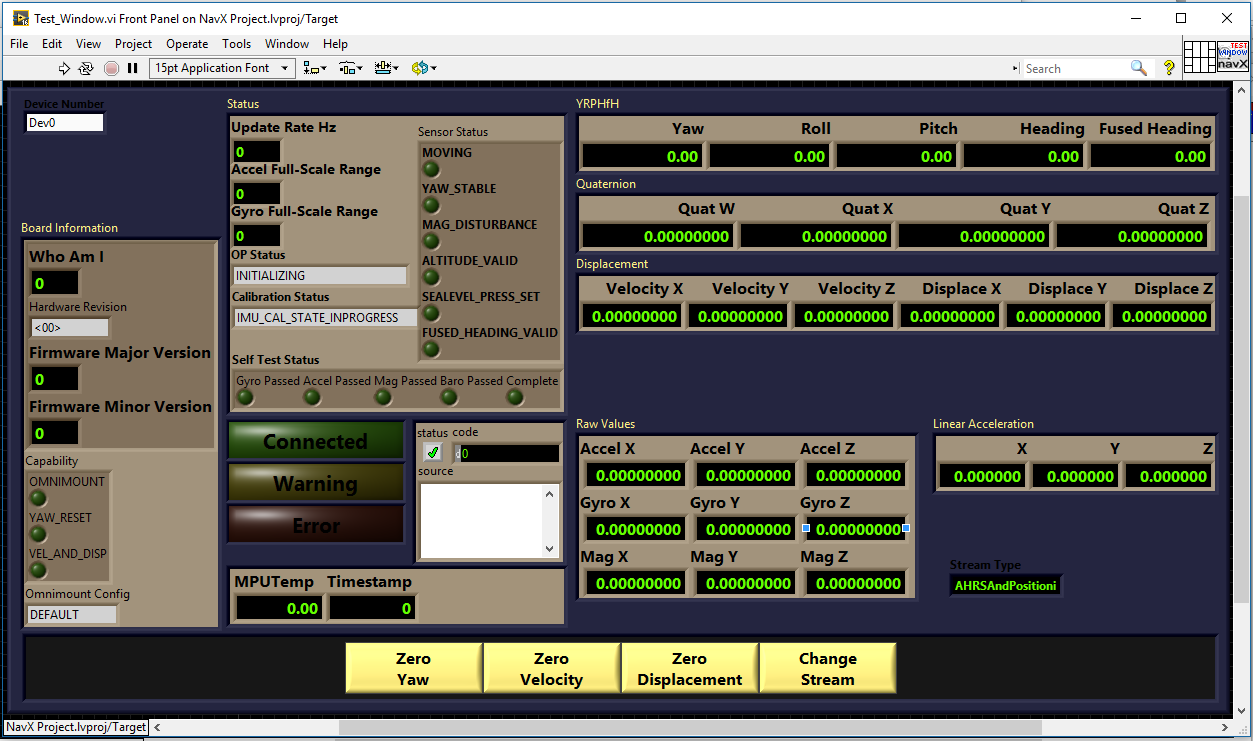 Test_Window.vi Front Panel on NavX Project.lvproj/Target
File Edit View Project Operate Tools Window Help
15pt Application Font
Search
?
TEST
WINDOW
navX
Device Number
Dev0
Board Information
Who Am I
0
Hardware Revision
<00>
Firmware Major Version
0
Firmware Minor Version
0
Capability
OMNIMOUNT
YAW_RESET
VEL_AND_DISP
Omnimount Config
DEFAULT
Status
Update Rate Hz
0
Accel Full-Scale Range
0
Gyro Full-Scale Range
0
OP Status
INITIALIZING
Calibration Status
IMU_CAL_STATE_INPROGRESS
Sensor Status
MOVING
YAW_STABLE
MAG_DISTURBANCE
ALTITUDE_VALID
SEALEVEL_PRESS_SET
FUSED_HEADING_VALID
Self Test Status
Gyro Passed Accel Passed Mag Passed Baro Passed Complete
Connected
Warning
Error
status code
d0
source
MPUTemp Timestamp
0.00 0
YRPHfH
Yaw Roll Pitch Heading Fused Heading
0.00 0.00 0.00 0.00 0.00
Quaternion
Quat W Quat X Quat Y Quat Z
0.00000000 0.00000000 0.00000000 0.00000000
Displacement
Velocity X Velocity Y Velocity Z Displace X Displace Y Displace Z
0.00000000 0.00000000 0.00000000 0.00000000 0.00000000 0.00000000
Raw Values
Accel X Accel Y Accel Z
0.00000000 0.00000000 0.00000000
Gyro X Gyro Y Gyro Z
0.00000000 0.00000000 0.00000000
Mag X Mag Y Mag Z
0.00000000 0.00000000 0.00000000
Linear Acceleration
X Y Z
0.000000 0.000000 0.000000
Stream Type
AHRSAndPositioni
Zero
Yaw
Zero
Velocity
Zero
Displacement
Change
Stream
NavX Project.lvproj/Target